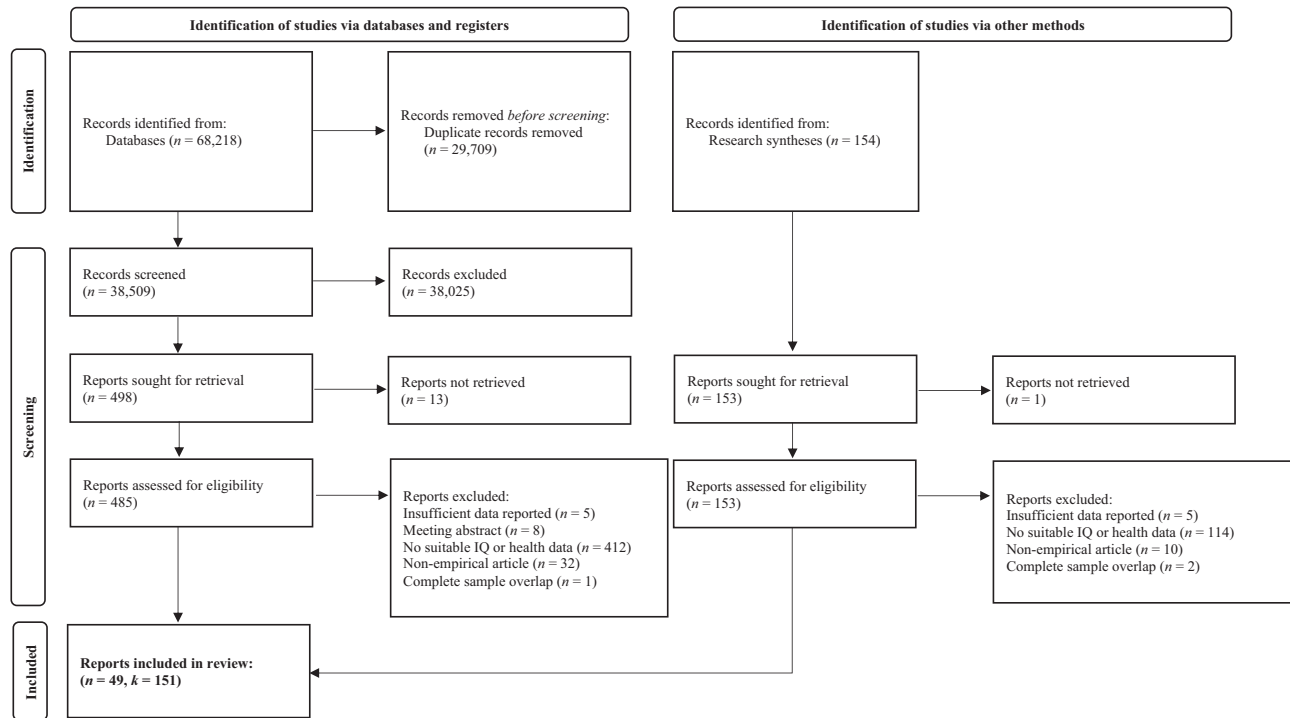 Identification of studies via databases and registers
Identification of studies via other methods
Identification
Records identified from:
Databases (n = 68,218)
Records removed before screening:
Duplicate records removed
(n = 29,709)
Records identified from:
Research syntheses (n = 154)
Screening
Records screened
(n = 38,509)
Records excluded
(n = 38,025)
Reports sought for retrieval
(n = 498)
Reports not retrieved
(n = 13)
Reports sought for retrieval
(n = 153)
Reports not retrieved
(n = 1)
Reports assessed for eligibility
(n = 485)
Reports excluded:
Insufficient data reported (n = 5)
Meeting abstract (n = 8)
No suitable IQ or health data (n = 412)
Non-empirical article (n = 32)
Complete sample overlap (n = 1)
Reports assessed for eligibility
(n = 153)
Reports excluded:
Insufficient data reported (n = 5)
No suitable IQ or health data (n = 114)
Non-empirical article (n = 10)
Complete sample overlap (n = 2)
Included
Reports included in review:
(n = 49, k = 151)